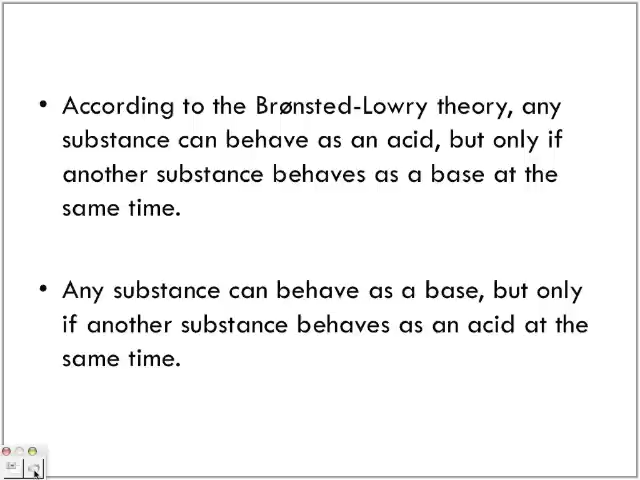 • According to the Brønsted-Lowry theory, any
substance can behave as an acid, but only if
another substance behaves as a base at the
same time.
• Any substance can behave as a base, but only
if another substance behaves as an acid at the
same time.